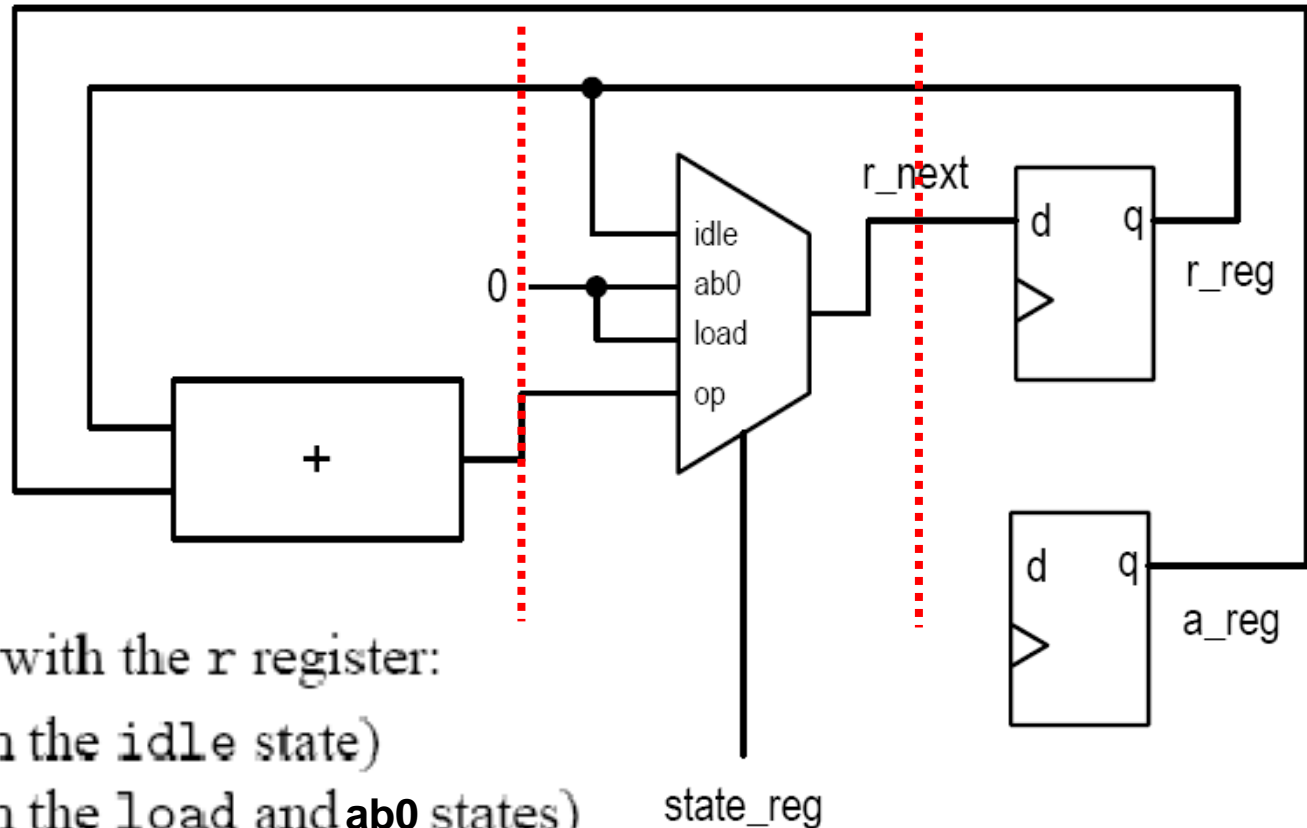 r_next
d q
idle
r_reg
0
ab0
load
op
+
d q
a_reg
with the r register:
the idle state)
the load and ab0 states)
state_reg